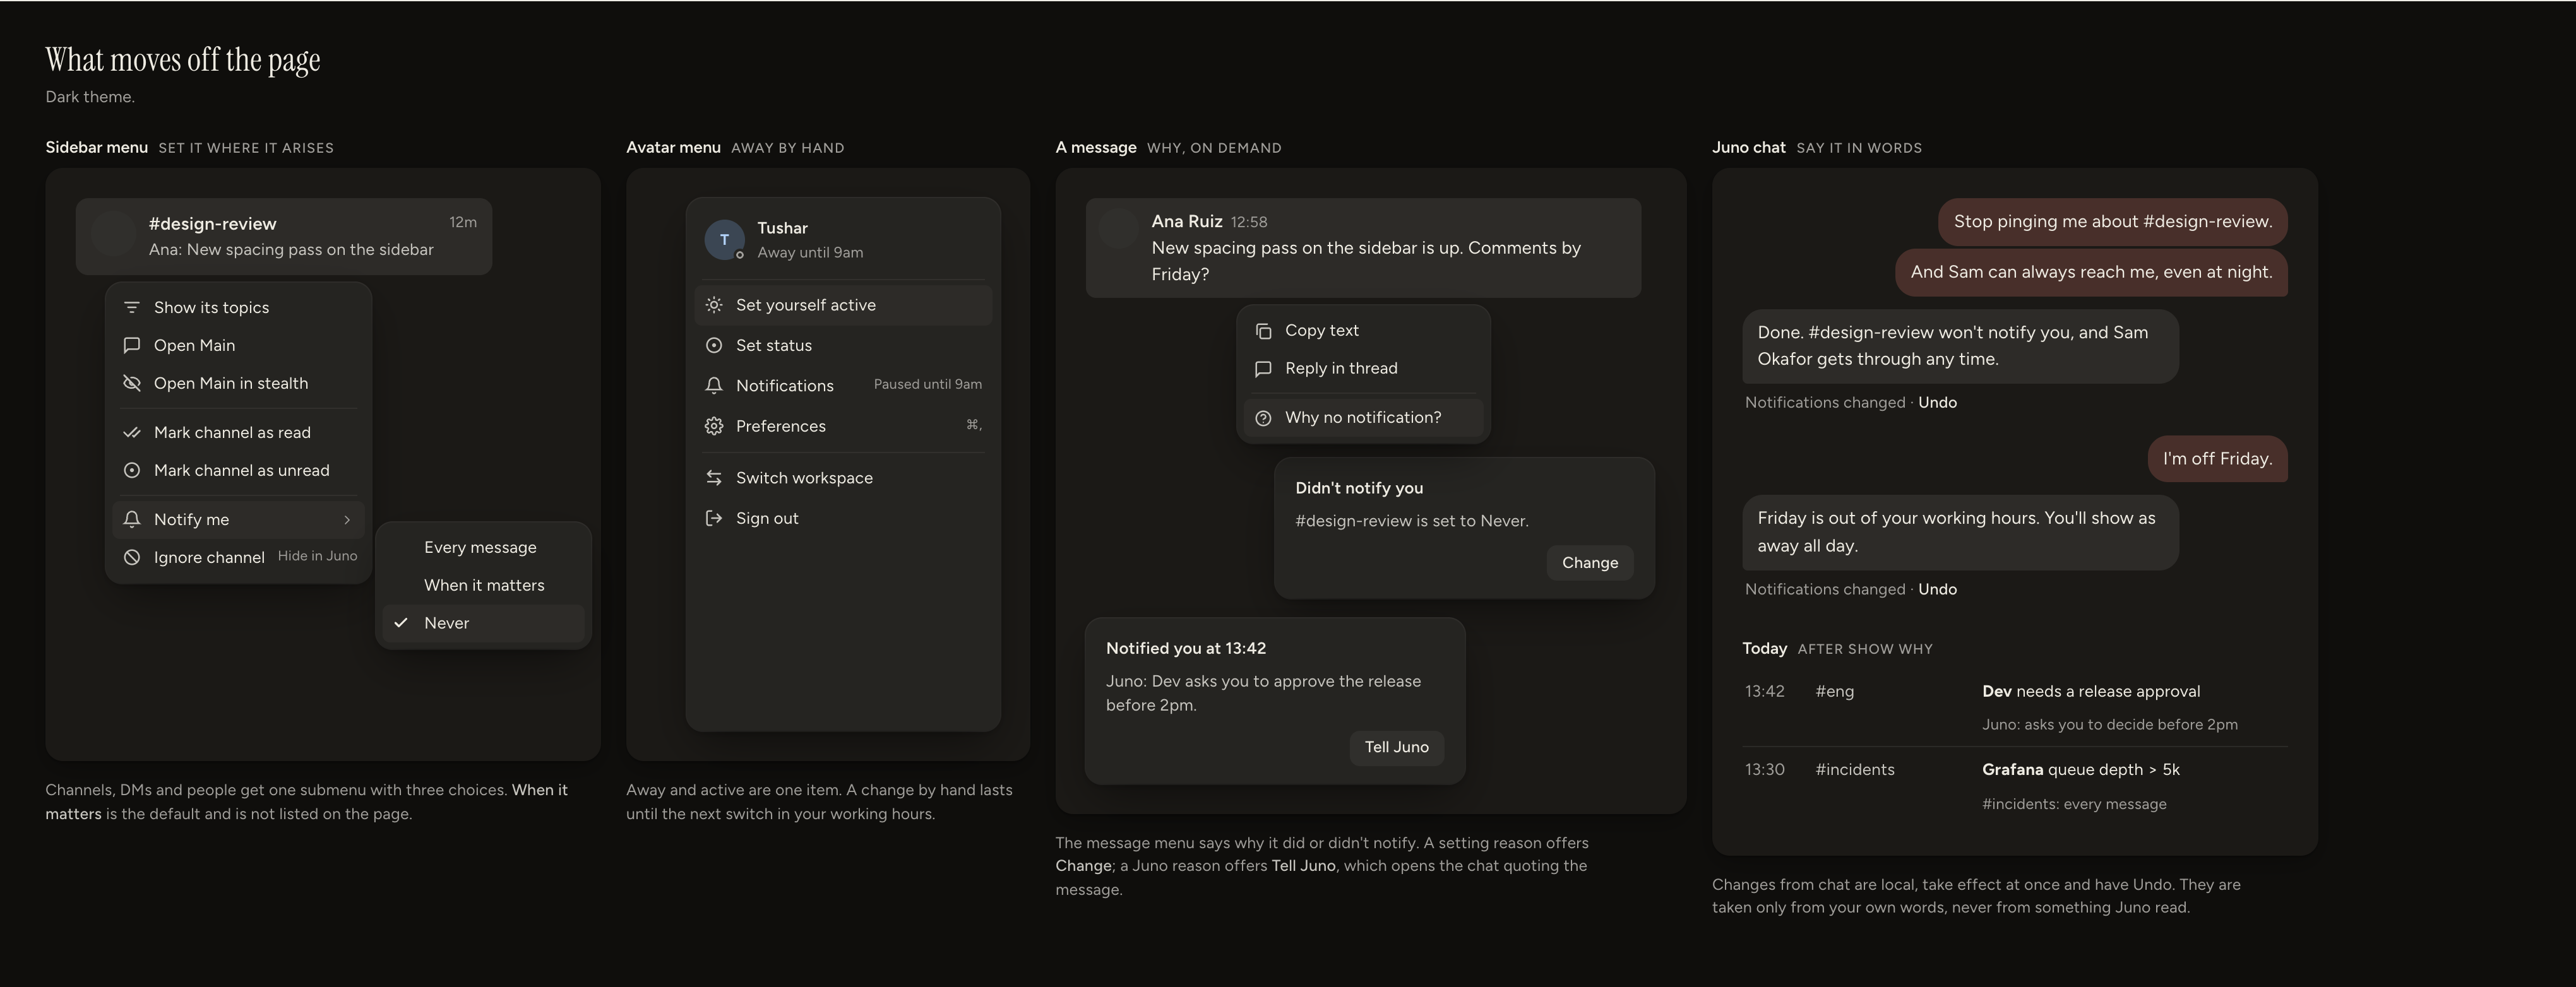 What moves off the page
Dark theme.
Sidebar menu SET IT WHERE IT ARISES
#design-review 12m
Ana: New spacing pass on the sidebar
Show its topics
Open Main
Open Main in stealth
Mark channel as read
Mark channel as unread
Notify me
Ignore channel Hide in Juno
Every message
When it matters
Never
Channels, DMs and people get one submenu with three choices. When it
matters is the default and is not listed on the page.
Avatar menu AWAY BY HAND
T
Tushar
Away until 9am
Set yourself active
Set status
Notifications Paused until 9am
Preferences ⌘,
Switch workspace
Sign out
Away and active are one item. A change by hand lasts
until the next switch in your working hours.
A message WHY, ON DEMAND
Ana Ruiz 12:58
New spacing pass on the sidebar is up. Comments by
Friday?
Copy text
Reply in thread
Why no notification?
Didn't notify you
#design-review is set to Never.
Change
Notified you at 13:42
Juno: Dev asks you to approve the release
before 2pm.
Tell Juno
The message menu says why it did or didn't notify. A setting reason offers
Change; a Juno reason offers Tell Juno, which opens the chat quoting the
message.
Juno chat SAY IT IN WORDS
Stop pinging me about #design-review.
And Sam can always reach me, even at night.
Done. #design-review won't notify you, and Sam
Okafor gets through any time.
Notifications changed · Undo
I'm off Friday.
Friday is out of your working hours. You'll show as
away all day.
Notifications changed · Undo
Today AFTER SHOW WHY
13:42 #eng Dev needs a release approval
Juno: asks you to decide before 2pm
13:30 #incidents Grafana queue depth > 5k
#incidents: every message
Changes from chat are local, take effect at once and have Undo. They are
taken only from your own words, never from something Juno read.